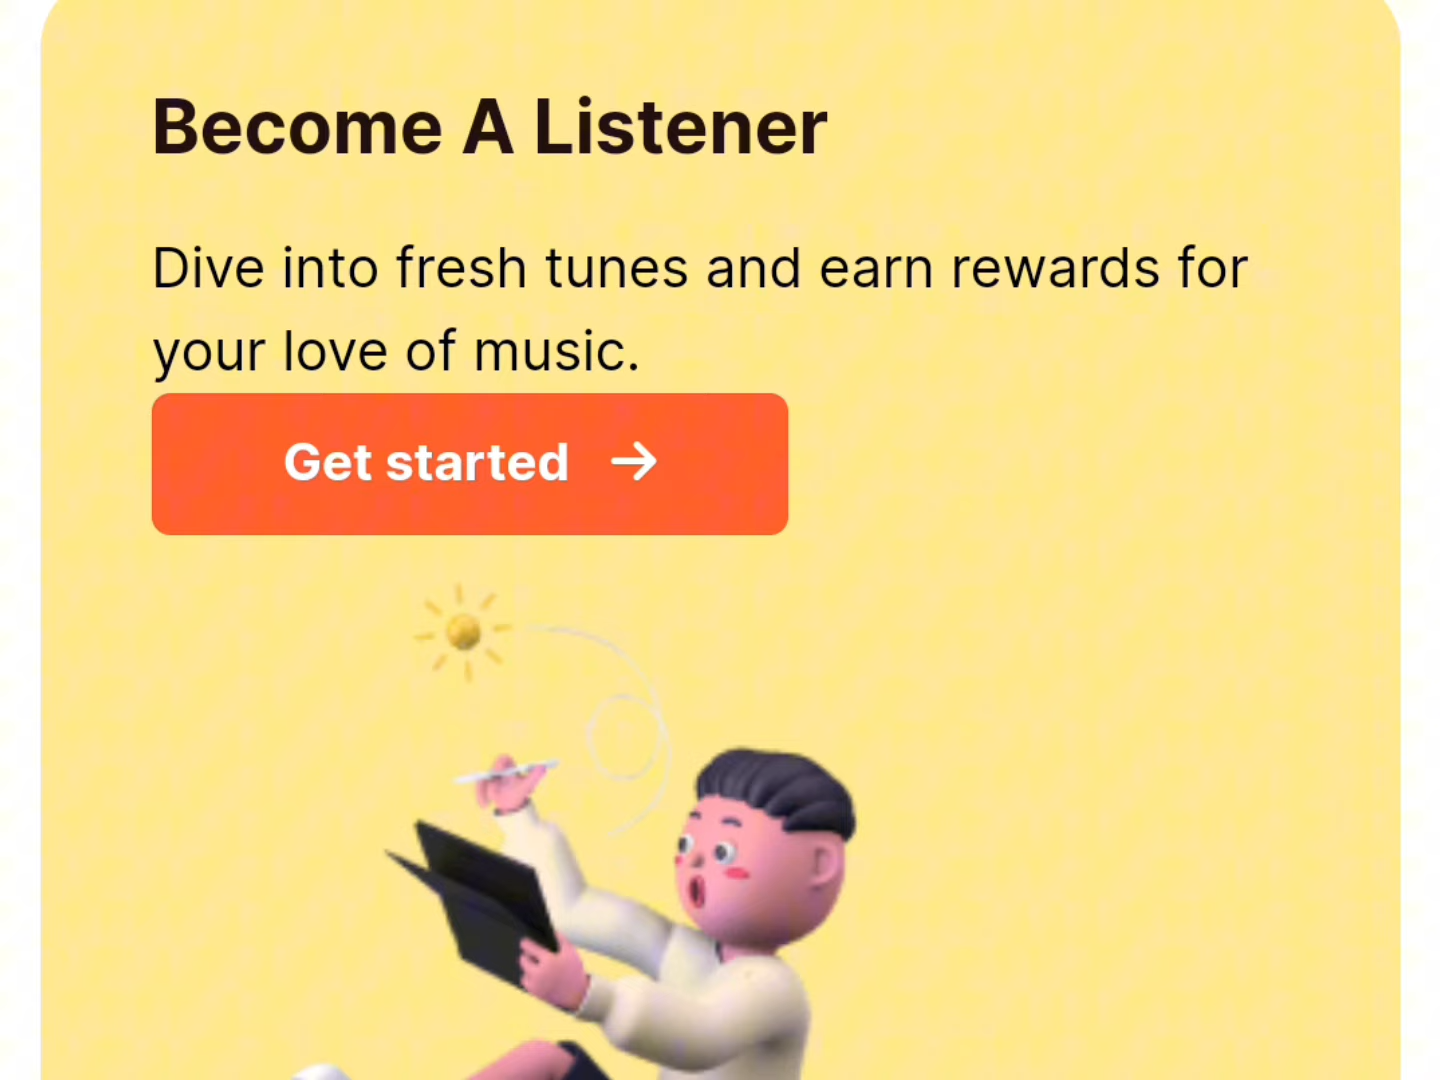 Become A Listener
Dive into fresh tunes and earn rewards for
your love of music.
Get started →